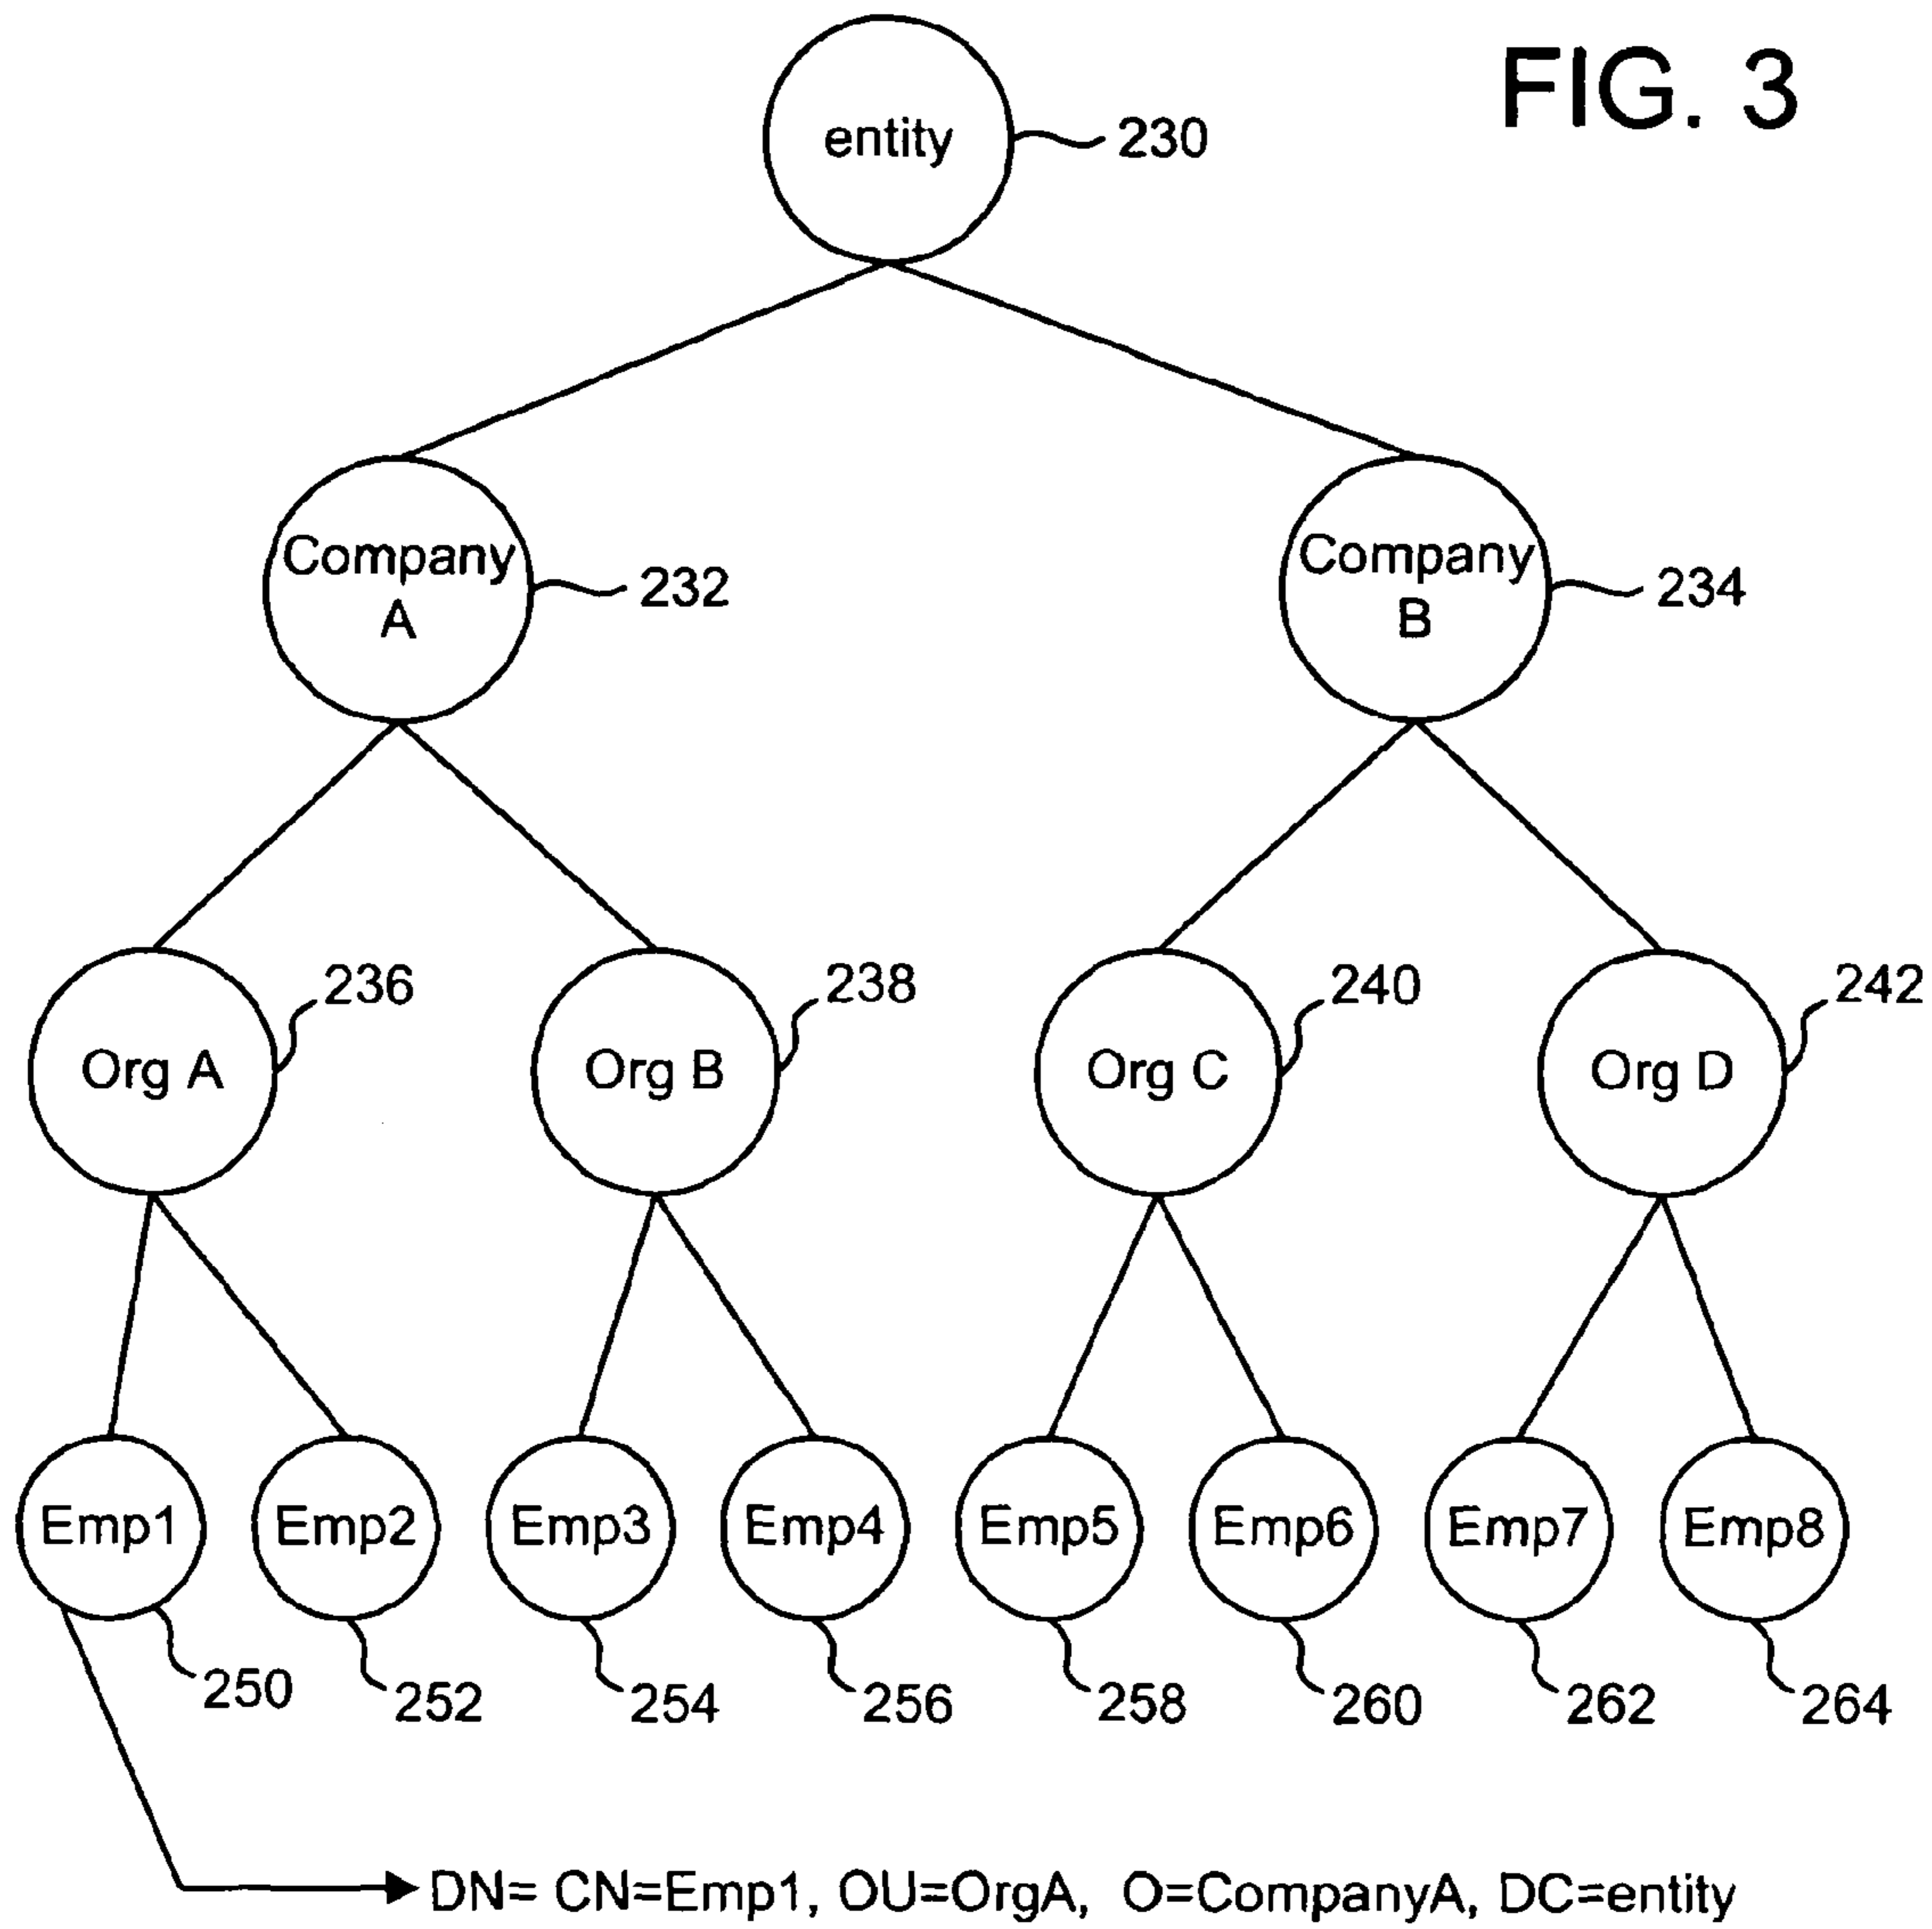 FIG. 3
entity
230
Company
A
232
Company
B
234
236
238
240
242
Org A
Org B
Org C
Org D
Emp1
Emp2
Emp3
Emp4
Emp5
Emp6
Emp7
Emp8
250
252
254
256
258
260
262
264
DN= CN=Emp1, OU=OrgA, O=CompanyA, DC=entity